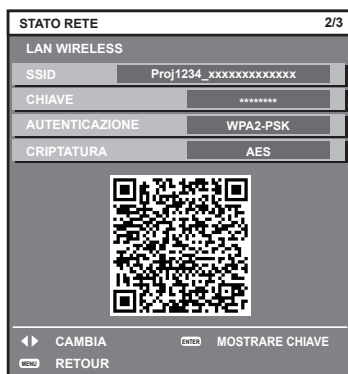 STATO RETE 2/3
LAN WIRELESS
SSID Proj1234_xxxxxxxxxxxxx
CHIAVE ********
AUTENTICAZIONE WPA2-PSK
CRIPTATURA AES
CAMBIA ENTER MOSTRARE CHIAVE
MENU RETOUR